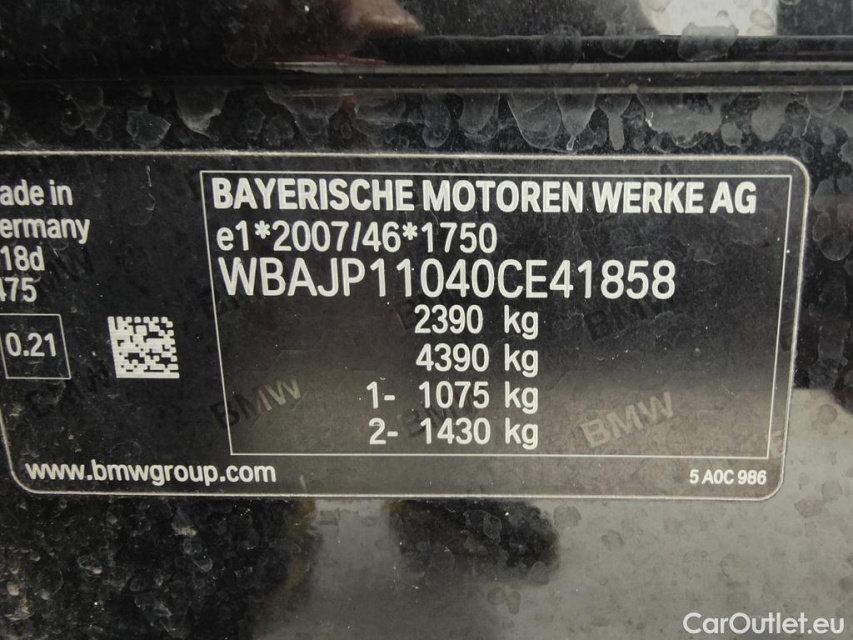 ade in
ermany
18d
475
0.21
BAYERISCHE MOTOREN WERKE AG
e1*2007/46*1750
WBAJP11040CE41858
2390 kg
4390 kg
1- 1075 kg
2- 1430 kg
BMW
BMW
BMW
www.bmwgroup.com
5 A0C 986
CarOutlet.eu